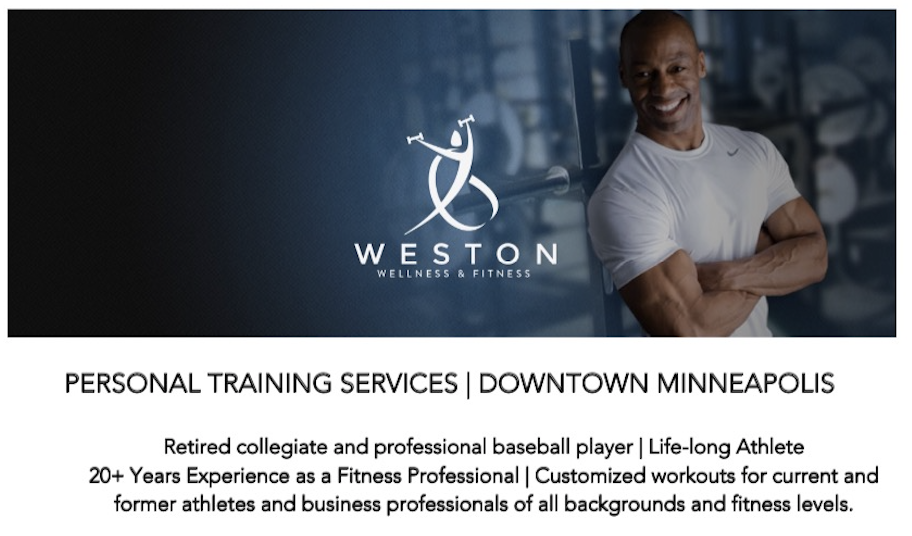 WESTON
WELLNESS & FITNESS
PERSONAL TRAINING SERVICES | DOWNTOWN MINNEAPOLIS
Retired collegiate and professional baseball player | Life-long Athlete
20+ Years Experience as a Fitness Professional | Customized workouts for current and
former athletes and business professionals of all backgrounds and fitness levels.